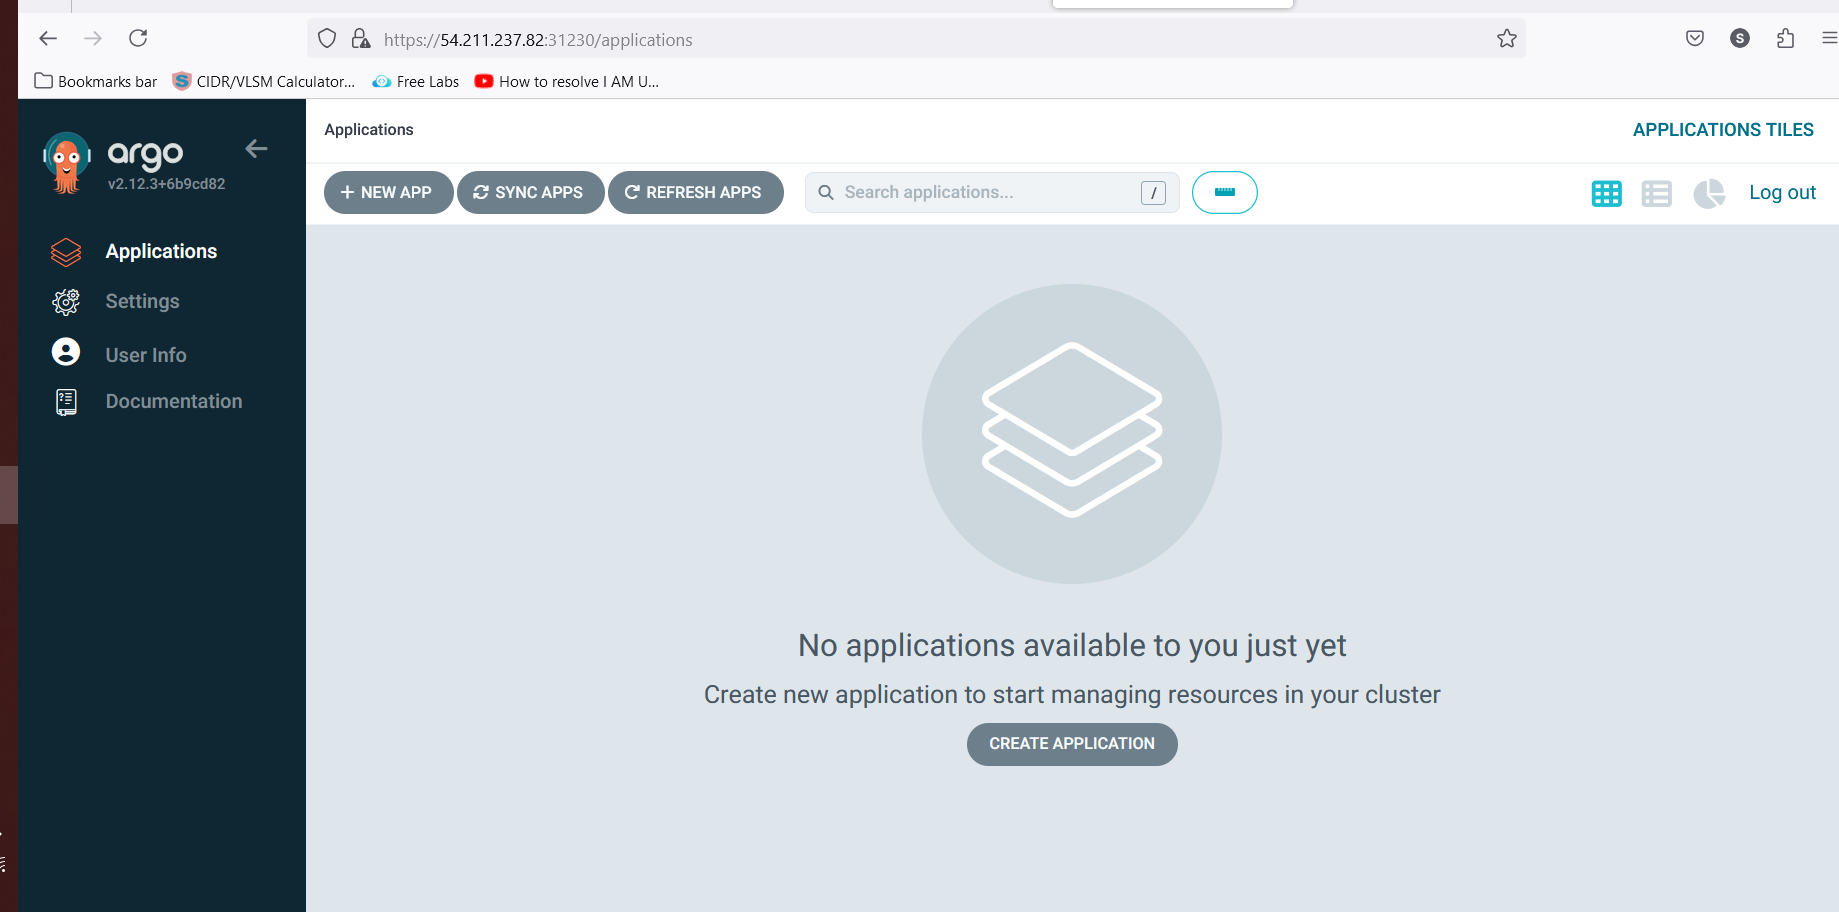 https://54.211.237.82:31230/applications
S
Bookmarks bar
CIDR/VLSM Calculator...
Free Labs
How to resolve I AM U...
argo
v2.12.3+6b9cd82
Applications
Settings
User Info
Documentation
Applications
APPLICATIONS TILES
+ NEW APP
SYNC APPS
REFRESH APPS
Search applications...
/
Log out
No applications available to you just yet
Create new application to start managing resources in your cluster
CREATE APPLICATION